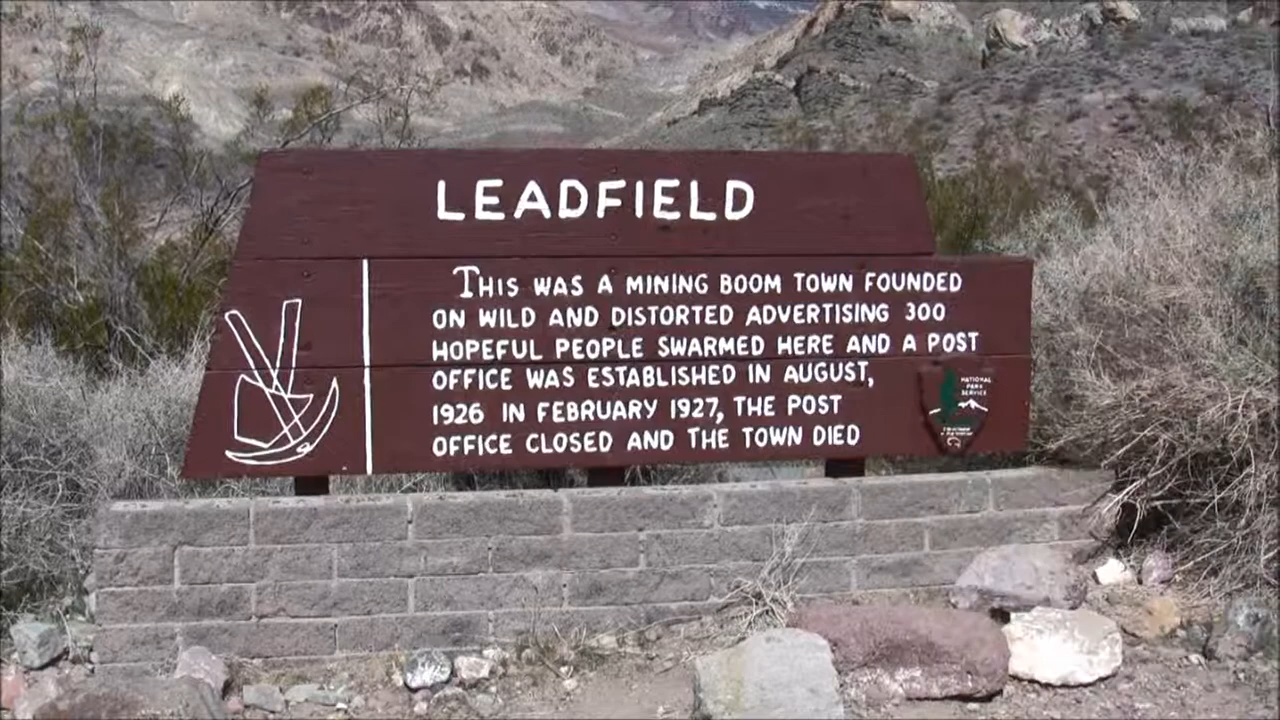 LEADFIELD
THIS WAS A MINING BOOM TOWN FOUNDED
ON WILD AND DISTORTED ADVERTISING 300
HOPEFUL PEOPLE SWARMED HERE AND A POST
OFFICE WAS ESTABLISHED IN AUGUST,
1926 IN FEBRUARY 1927, THE POST
OFFICE CLOSED AND THE TOWN DIED
NATIONAL
PARK
SERVICE